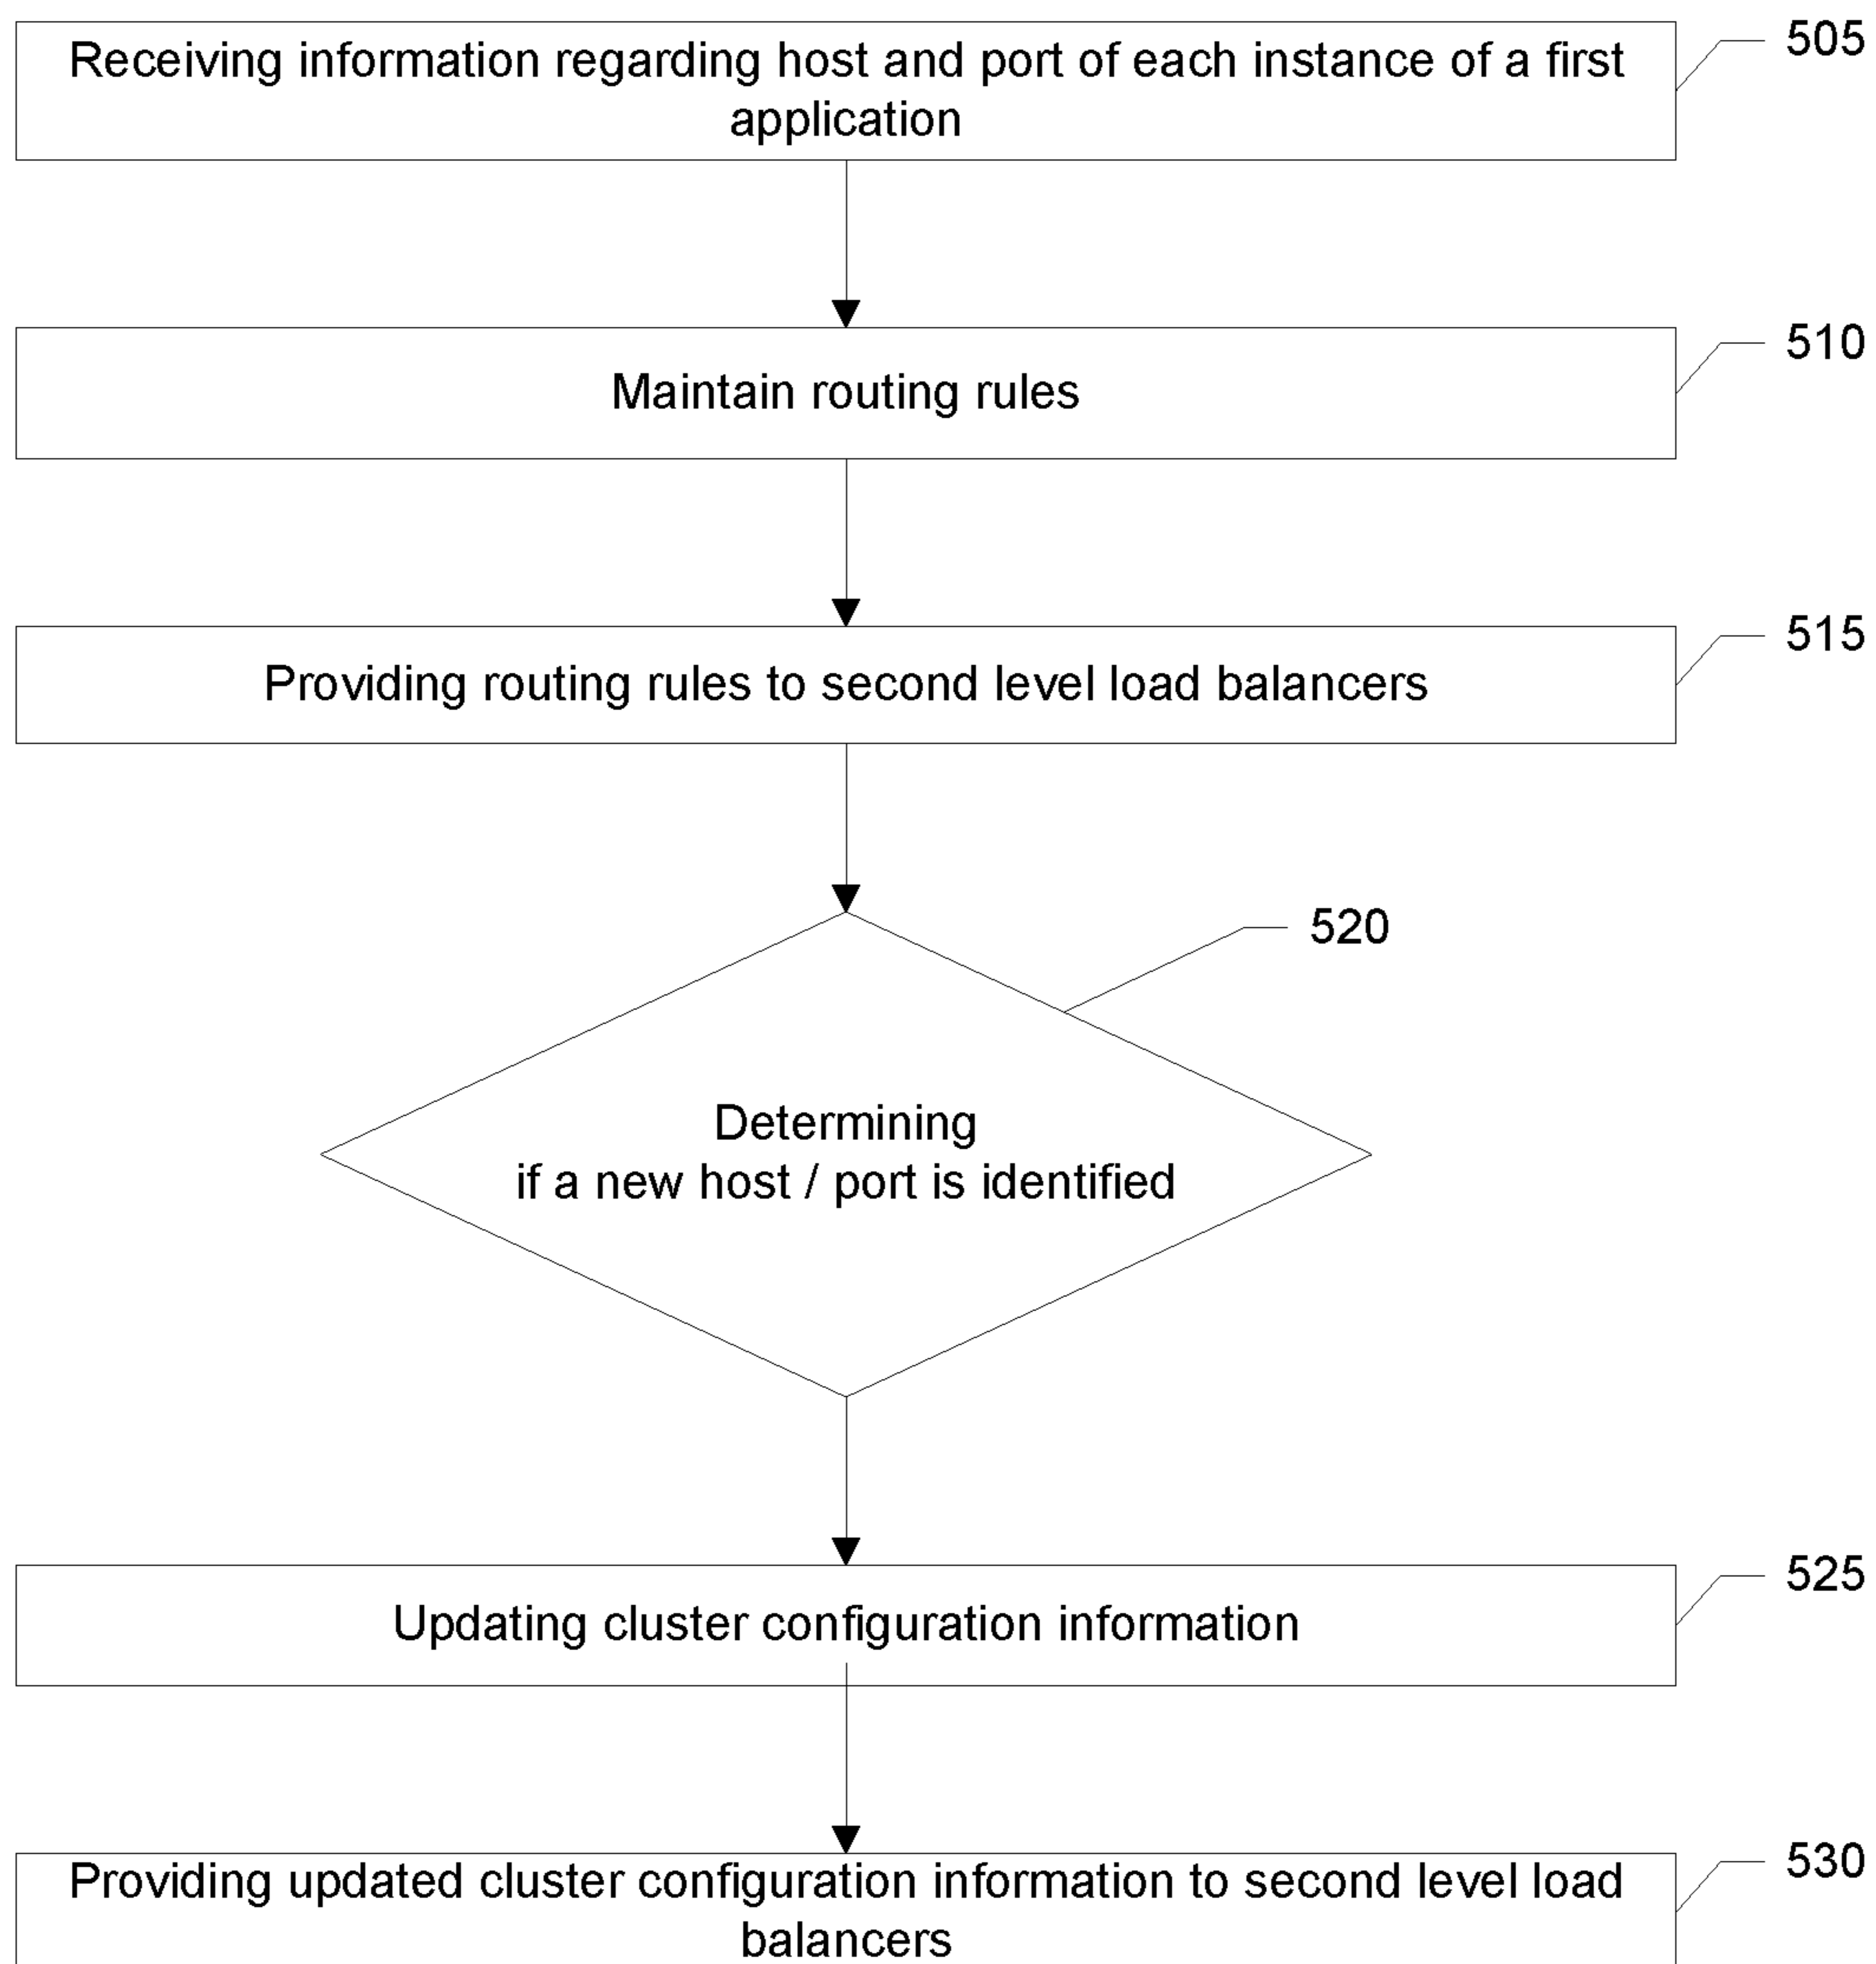 Receiving information regarding host and port of each instance of a first
application
505
Maintain routing rules
510
Providing routing rules to second level load balancers
515
520
Determining
if a new host / port is identified
Updating cluster configuration information
525
Providing updated cluster configuration information to second level load
balancers
530